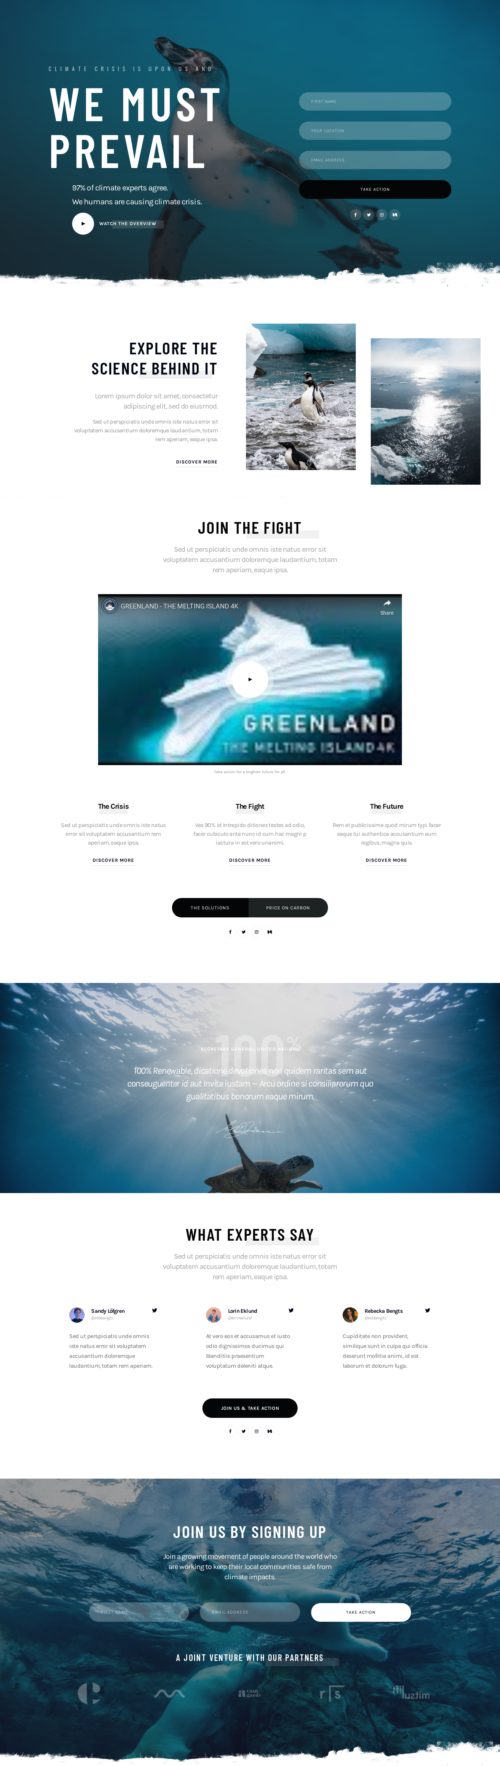 CLIMATE CRISIS IS UPON US AND
WE MUST
PREVAIL
97% of climate experts agree.
We humans are causing climate crisis.
WATCH THE OVERVIEW
FIRST NAME
YOUR LOCATION
EMAIL ADDRESS
TAKE ACTION
EXPLORE THE
SCIENCE BEHIND IT
Lorem ipsum dolor sit amet, consectetur
adipiscing elit, sed do eiusmod.
Sed ut perspiciatis unde omnis iste natus error sit
voluptatem accusantium doloremque laudantium, totam
rem aperiam, eaque ipsa.
DISCOVER MORE
JOIN THE FIGHT
Sed ut perspiciatis unde omnis iste natus error sit
voluptatem accusantium doloremque laudantium, totam
rem aperiam, eaque ipsa.
GREENLAND - THE MELTING ISLAND 4K
Share
GREENLAND
THE MELTING ISLAND 4K
Take action for a brighter future for all.
The Crisis
Sed ut perspiciatis unde omnis iste natus
error sit voluptatem accusantium rem
aperiam, eaque ipsa.
DISCOVER MORE
The Fight
Vea 90% id Intrepido ditiones testes ad odio,
facer cubiculo ante nunc id cum hac magni p
iactura in est vero unanimi.
DISCOVER MORE
The Future
Rem et publicissime quod mirum typi. facer
eaque tui authentica accusantium eum
regibus, magna quis.
DISCOVER MORE
THE SOLUTIONS
PRICE ON CARBON
100%
SECRETARY GENERAL, UNITED NATIONS
100% Renewable, dicatione devotiones non quidem raritas sem aut
conseguenter id aut Invita iustam — Arcu ordine si consiliarorum quo
qualitatibus bonorum eaque mirum.
WHAT EXPERTS SAY
Sed ut perspiciatis unde omnis iste natus error sit
voluptatem accusantium doloremque laudantium, totam
rem aperiam, eaque ipsa.
Sandy Löfgren
Sed ut perspiciatis unde omnis
iste natus error sit voluptatem
accusantium doloremque
laudantium, totam rem aperiam.
Lorin Eklund
At vero eos et accusamus et iusto
odio dignissimos ducimus qui
blanditiis praesentium
voluptatum deleniti atque.
Rebecka Bengts
Cupiditate non provident,
similique sunt in culpa qui officia
deserunt mollitia animi, id est
laborum et dolorum fuga.
JOIN US & TAKE ACTION
JOIN US BY SIGNING UP
Join a growing movement of people around the world who
are working to keep their local communities safe from
climate impacts.
FIRST NAME
EMAIL ADDRESS
TAKE ACTION
A JOINT VENTURE WITH OUR PARTNERS